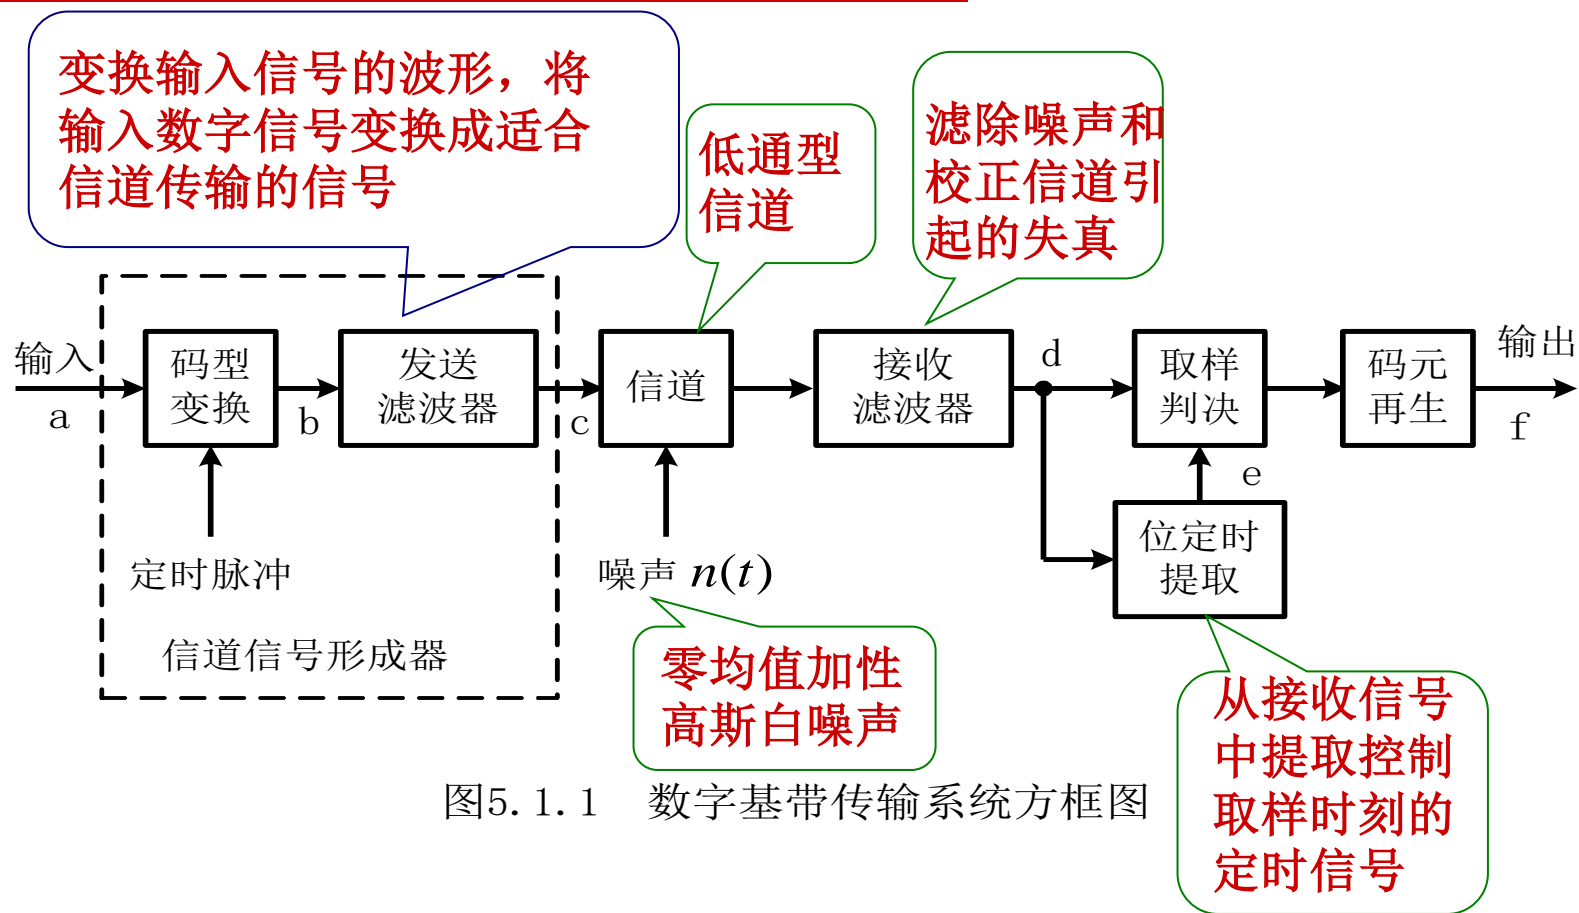 变换输入信号的波形，将
输入数字信号变换成适合
信道传输的信号
低通型
信道
滤除噪声和
校正信道引
起的失真
输入
a
码型
变换
b
发送
滤波器
c
信道
接收
滤波器
d
取样
判决
码元
再生
输出
f
e
位定时
提取
定时脉冲
噪声 n(t)
信道信号形成器
零均值加性
高斯白噪声
从接收信号
中提取控制
取样时刻的
定时信号
图5.1.1 数字基带传输系统方框图